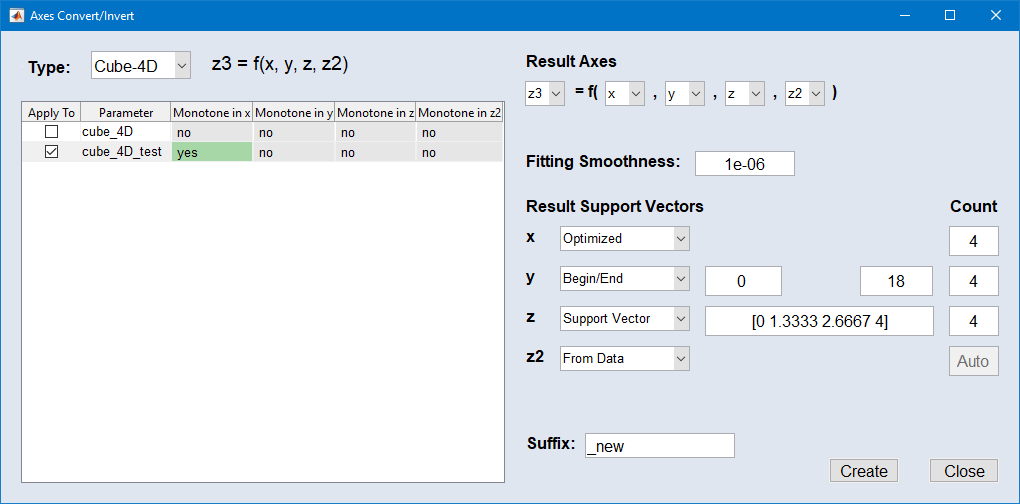 Axes Convert/Invert
Type: Cube-4D z3 = f(x, y, z, z2)
Apply To Parameter Monotone in x Monotone in y Monotone in z Monotone in z2
cube_4D no no no no
cube_4D_test yes no no no
Result Axes
z3 = f( x , y , z , z2 )
Fitting Smoothness: 1e-06
Result Support Vectors Count
x Optimized 4
y Begin/End 0 18 4
z Support Vector [0 1.3333 2.6667 4] 4
z2 From Data Auto
Suffix: _new
Create Close